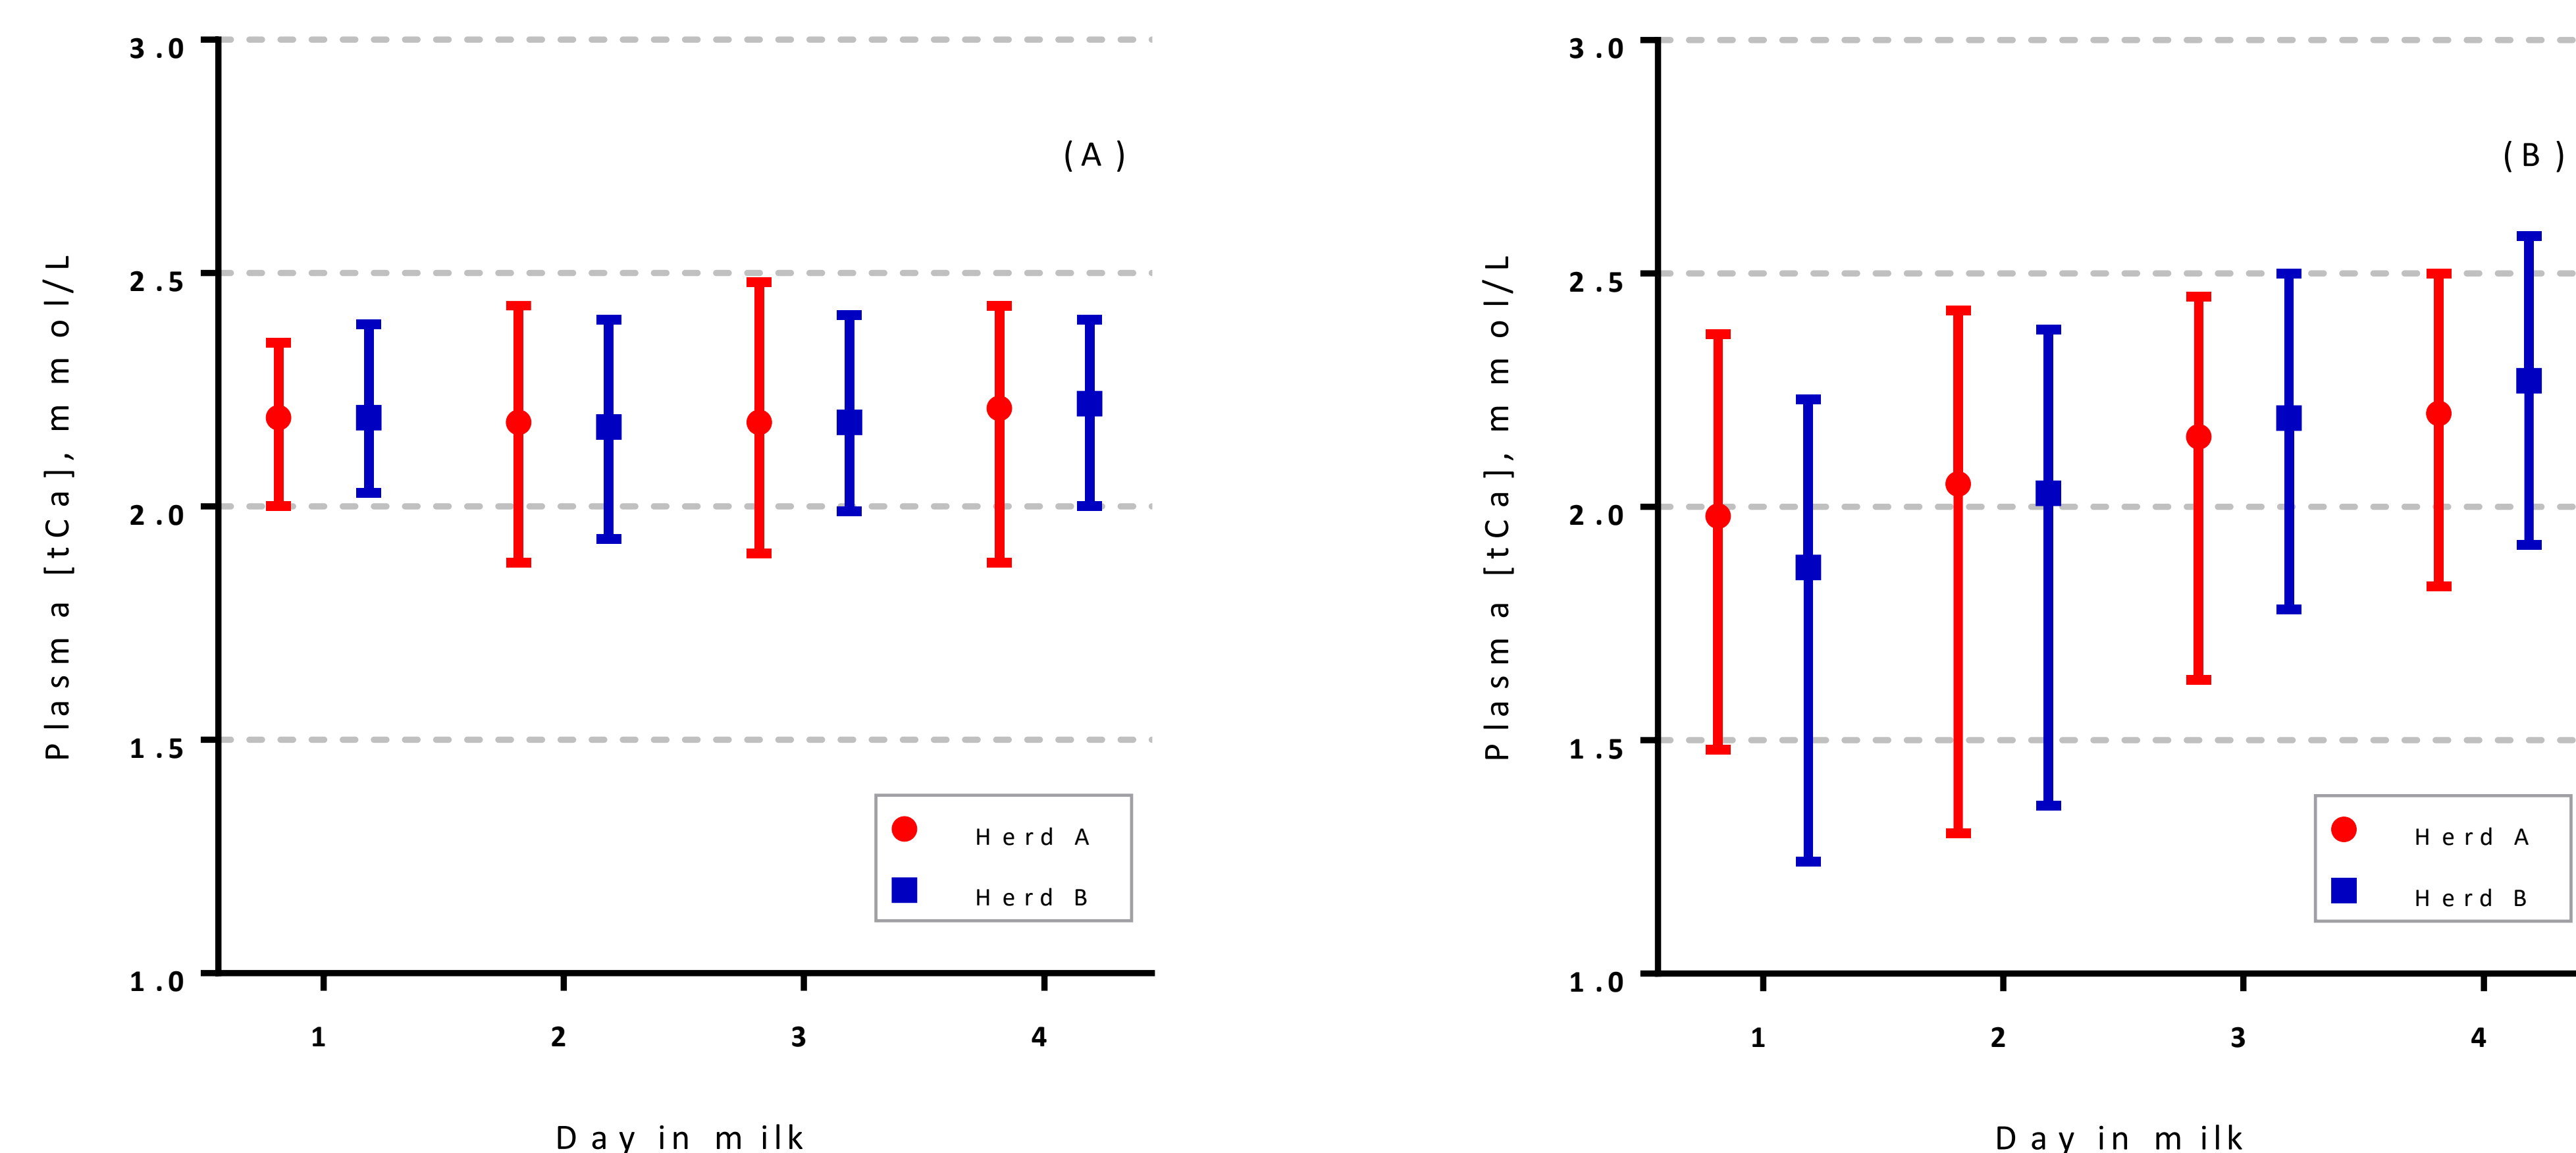 3.0
(A)
2.5
2.0
1.5
1.0
Plasma [tCa], mmol/L
Herd A
Herd B
1 2 3 4
Day in milk
3.0
(B)
2.5
2.0
1.5
1.0
Plasma [tCa], mmol/L
Herd A
Herd B
1 2 3 4
Day in milk